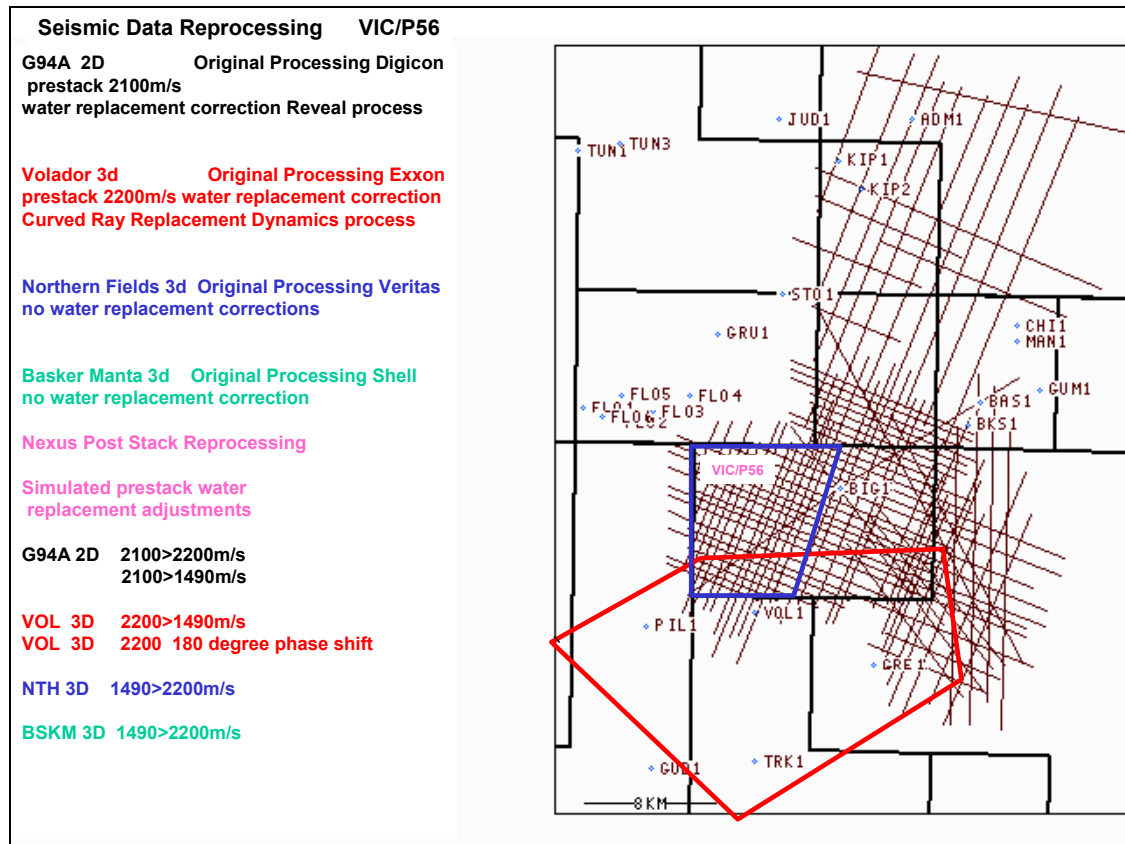 Seismic Data Reprocessing VIC/P56
G94A 2D Original Processing Digicon
prestack 2100m/s
water replacement correction Reveal process
Volador 3d Original Processing Exxon
prestack 2200m/s water replacement correction
Curved Ray Replacement Dynamics process
Northern Fields 3d Original Processing Veritas
no water replacement corrections
Basker Manta 3d Original Processing Shell
no water replacement correction
Nexus Post Stack Reprocessing
Simulated prestack water
replacement adjustments
G94A 2D 2100>2200m/s
2100>1490m/s
VOL 3D 2200>1490m/s
VOL 3D 2200 180 degree phase shift
NTH 3D 1490>2200m/s
BSKM 3D 1490>2200m/s
JUD1
ADM1
TUN1
TUN3
KIP1
KIP2
STO1
GRU1
CHI1
MAN1
GUM1
FLO5
FLO4
FLO1
FLO6
FLO3
FLO2
BAS1
BKS1
VIC/P56
BIG1
VOL1
PIL1
GRE1
GUD1
TRK1
8KM